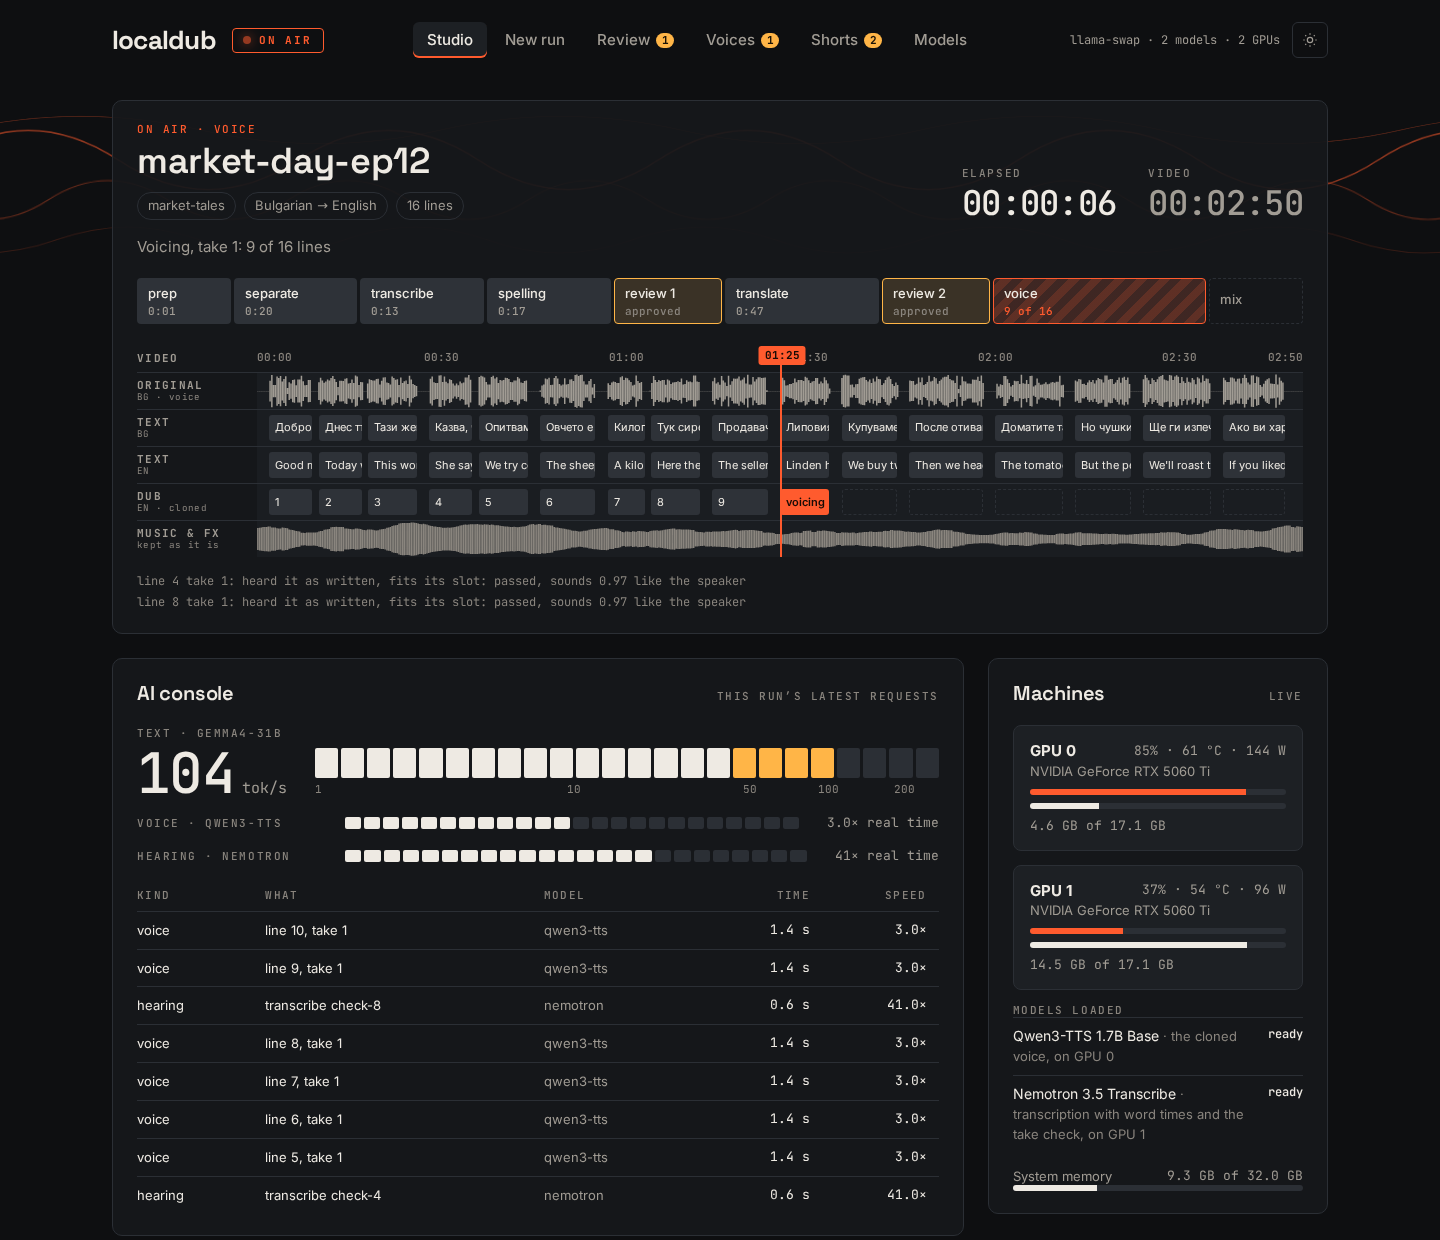 localdub
ON AIR
Studio
New run
Review 1
Voices 1
Shorts 2
Models
llama-swap · 2 models · 2 GPUs
ON AIR · VOICE
market-day-ep12
market-tales
Bulgarian → English
16 lines
ELAPSED
00:00:06
VIDEO
00:02:50
Voicing, take 1: 9 of 16 lines
prep
0:01
separate
0:20
transcribe
0:13
spelling
0:17
review 1
approved
translate
0:47
review 2
approved
voice
9 of 16
mix
VIDEO
00:00 00:30 01:00 01:25 :30 02:00 02:30 02:50
ORIGINAL
BG · voice
TEXT
BG
Добро Днес Тази же Казва, Опитвам Овчето е Килог Тук сир Продавач Липови Купуваме После отива Доматите Но чушки Ще ги изпеч Ако ви хар
TEXT
EN
Good Today This wo She say We try c The shee A kilo Here the The seller Linden h We buy tw Then we hea The tomato But the pe We'll roast t If you liked
DUB
EN · cloned
1 2 3 4 5 6 7 8 9 voicing
MUSIC & FX
kept as it is
line 4 take 1: heard it as written, fits its slot: passed, sounds 0.97 like the speaker
line 8 take 1: heard it as written, fits its slot: passed, sounds 0.97 like the speaker
AI console
THIS RUN'S LATEST REQUESTS
TEXT · GEMMA4-31B
104 tok/s
1 10 50 100 200
VOICE · QWEN3-TTS
3.0× real time
HEARING · NEMOTRON
41× real time
KIND WHAT MODEL TIME SPEED
voice line 10, take 1 qwen3-tts 1.4 s 3.0×
voice line 9, take 1 qwen3-tts 1.4 s 3.0×
hearing transcribe check-8 nemotron 0.6 s 41.0×
voice line 8, take 1 qwen3-tts 1.4 s 3.0×
voice line 7, take 1 qwen3-tts 1.4 s 3.0×
voice line 6, take 1 qwen3-tts 1.4 s 3.0×
voice line 5, take 1 qwen3-tts 1.4 s 3.0×
hearing transcribe check-4 nemotron 0.6 s 41.0×
Machines
LIVE
GPU 0
85% · 61 °C · 144 W
NVIDIA GeForce RTX 5060 Ti
4.6 GB of 17.1 GB
GPU 1
37% · 54 °C · 96 W
NVIDIA GeForce RTX 5060 Ti
14.5 GB of 17.1 GB
MODELS LOADED
Qwen3-TTS 1.7B Base · the cloned
voice, on GPU 0
ready
Nemotron 3.5 Transcribe ·
transcription with word times and the
take check, on GPU 1
ready
System memory
9.3 GB of 32.0 GB